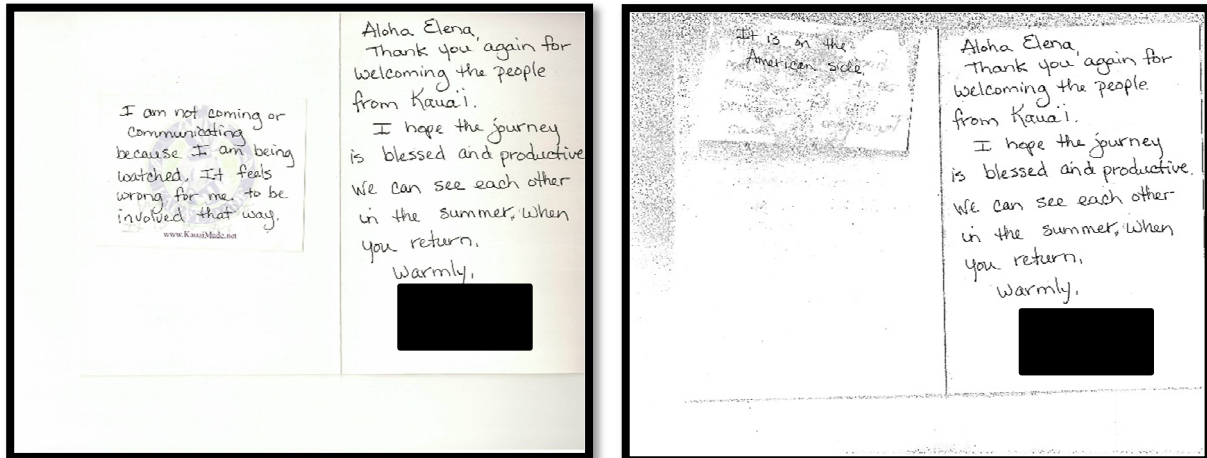 I am not coming or
communicating
because I am being
watched. It feels
wrong for me to be
involved that way.
www.KauaiMade.net
Aloha Elena,
Thank you again for
welcoming the people
from Kaua'i.
I hope the journey
is blessed and productive
We can see each other
in the summer, when
you return.
Warmly,
It is on the
American side.
Aloha Elena,
Thank you again for
welcoming the people
from Kaua'i.
I hope the journey
is blessed and productive.
We can see each other
in the summer, when
you return.
Warmly,